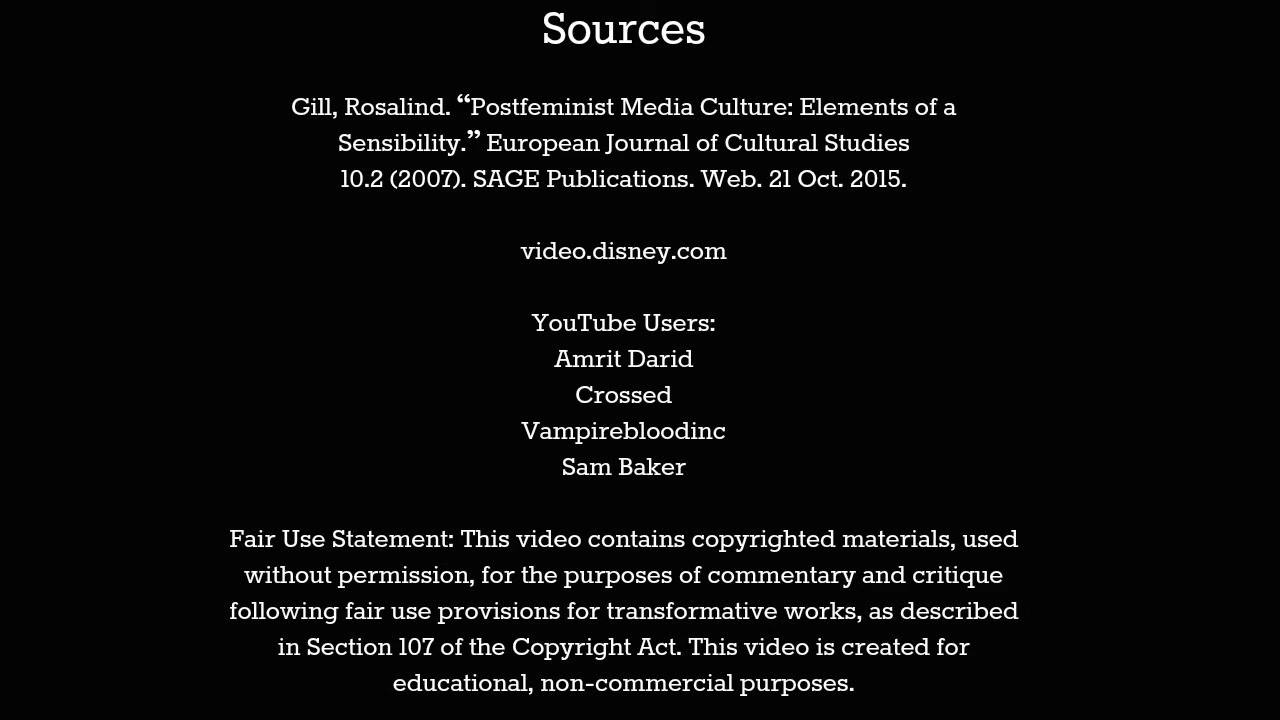 Sources
Gill, Rosalind. “Postfeminist Media Culture: Elements of a
Sensibility.” European Journal of Cultural Studies
10.2 (2007). SAGE Publications. Web. 21 Oct. 2015.
video.disney.com
YouTube Users:
Amrit Darid
Crossed
Vampirebloodinc
Sam Baker
Fair Use Statement: This video contains copyrighted materials, used
without permission, for the purposes of commentary and critique
following fair use provisions for transformative works, as described
in Section 107 of the Copyright Act. This video is created for
educational, non-commercial purposes.